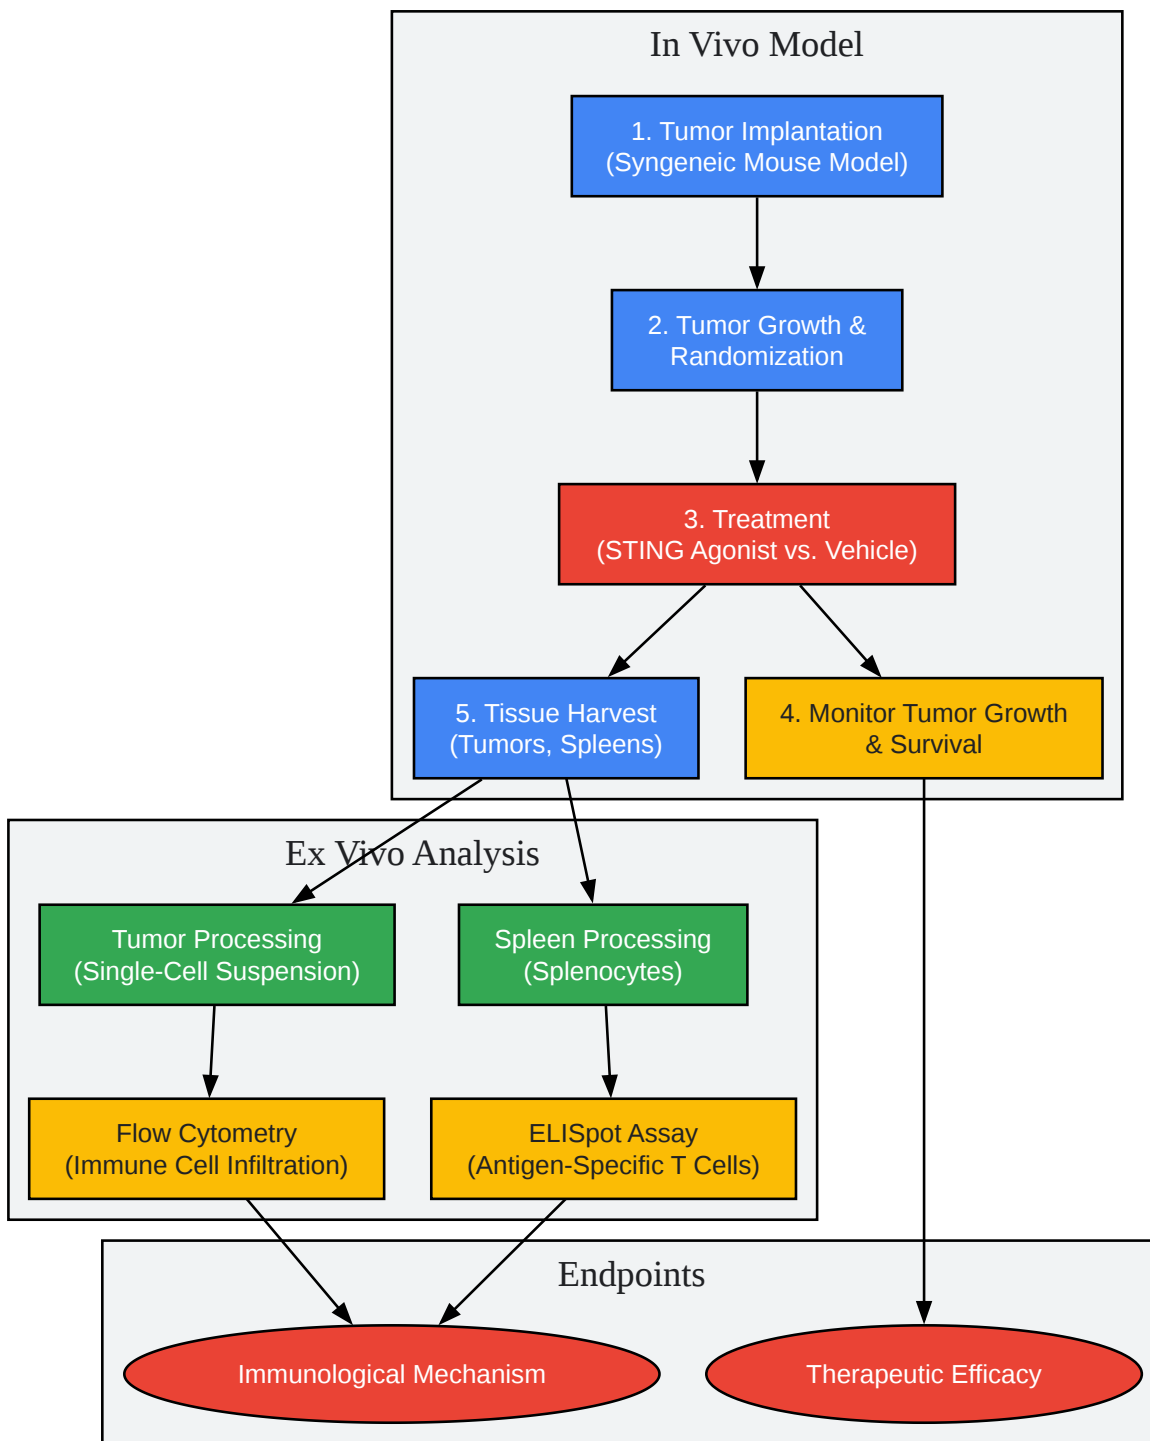 In Vivo Model
1. Tumor Implantation
(Syngeneic Mouse Model)
2. Tumor Growth &
Randomization
3. Treatment
(STING Agonist vs. Vehicle)
5. Tissue Harvest
(Tumors, Spleens)
4. Monitor Tumor Growth
& Survival
Ex Vivo Analysis
Tumor Processing
(Single-Cell Suspension)
Spleen Processing
(Splenocytes)
Flow Cytometry
(Immune Cell Infiltration)
ELISpot Assay
(Antigen-Specific T Cells)
Endpoints
Immunological Mechanism
Therapeutic Efficacy